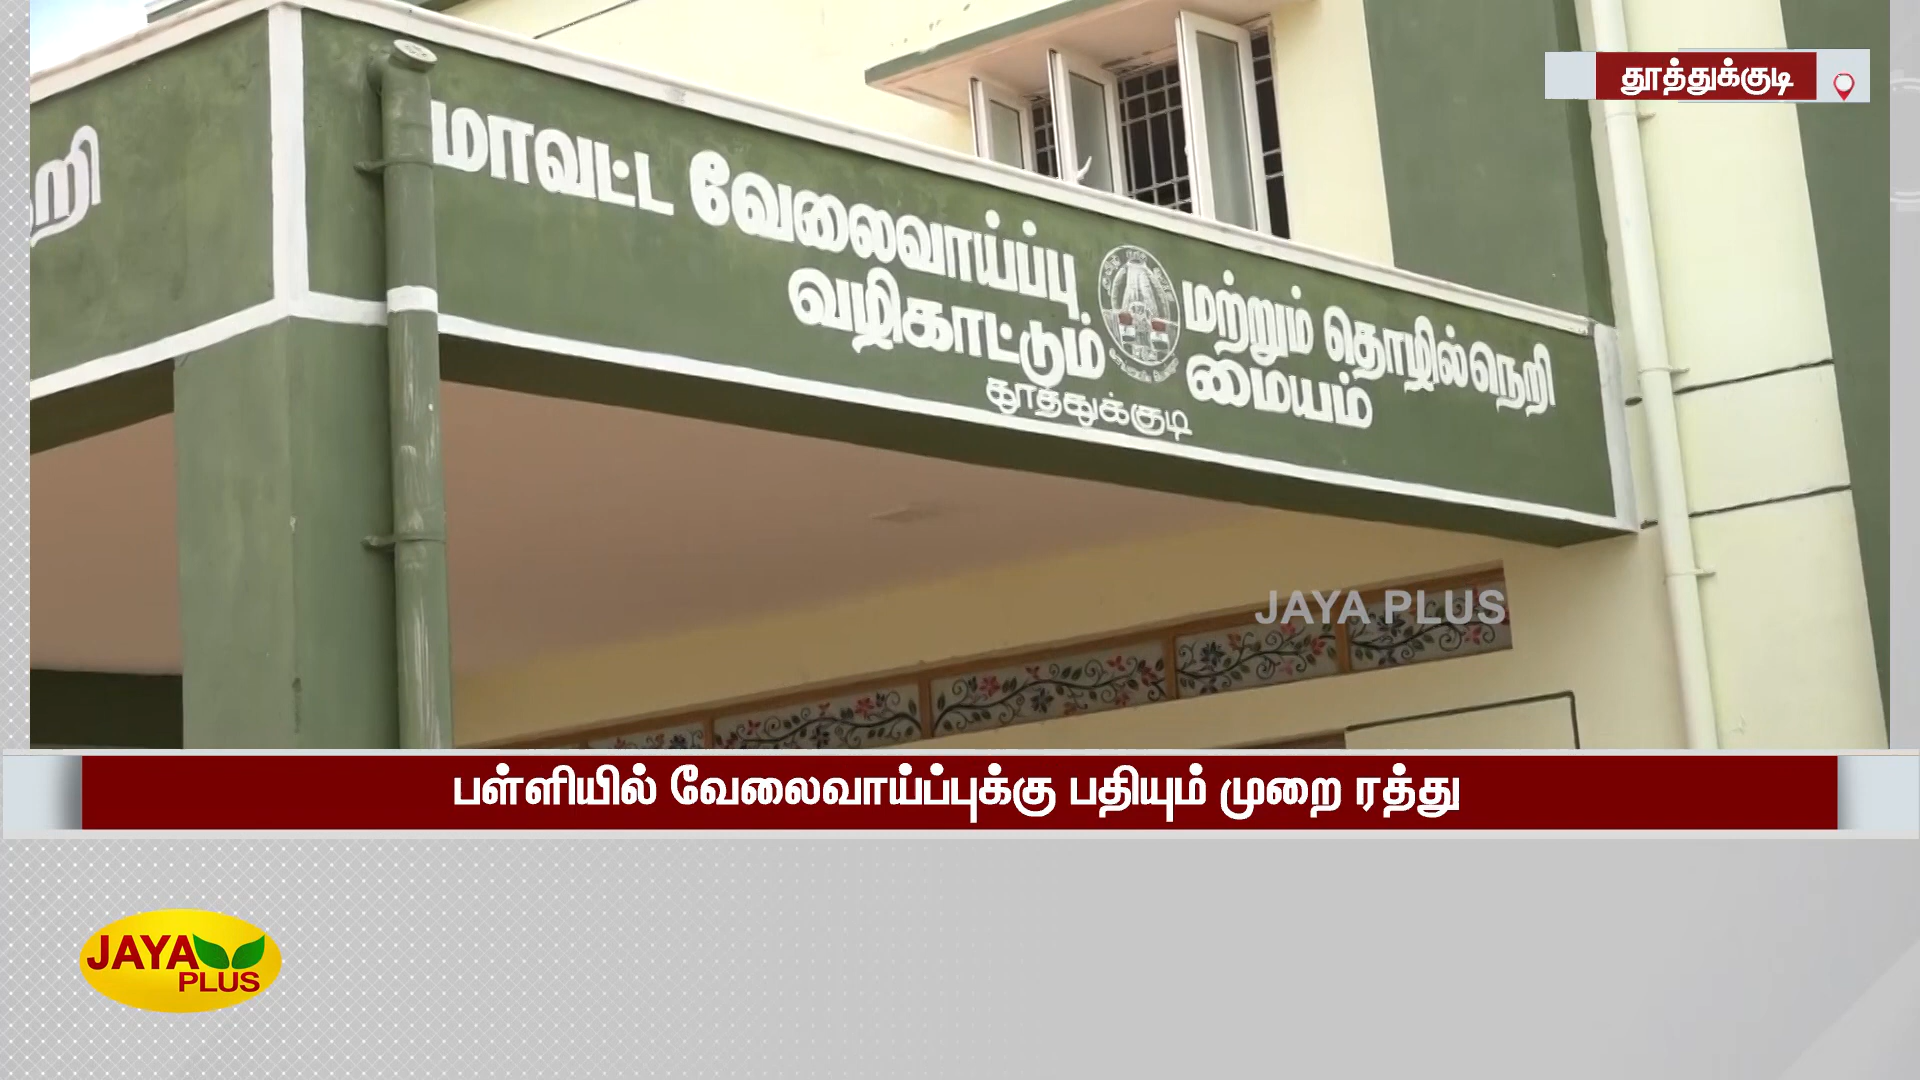 தூத்துக்குடி
றி
மாவட்ட வேலைவாய்ப்பு மற்றும் தொழில்நெறி
வழிகாட்டும் மையம்
தூத்துக்குடி
JAYA PLUS
பள்ளியில் வேலைவாய்ப்புக்கு பதியும் முறை ரத்து
JAYA
PLUS